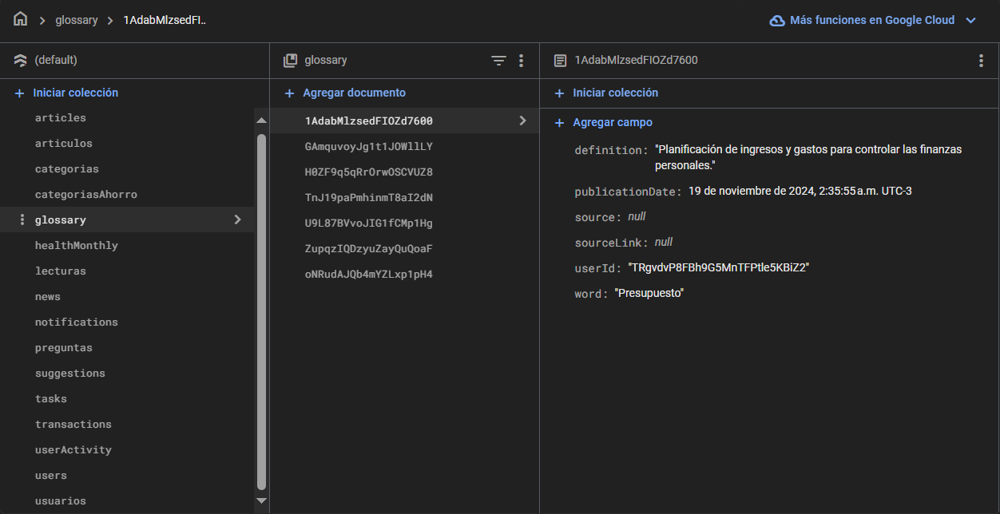 glossary
1AdabMlzsedFI..
Más funciones en Google Cloud
(default)
Iniciar colección
articles
articulos
categorias
categoriasAhorro
glossary
healthMonthly
lecturas
news
notifications
preguntas
suggestions
tasks
transactions
userActivity
users
usuarios
glossary
Agregar documento
1AdabMlzsedFIOZd7600
GAmquvoyJg1t1JOWllLY
H0ZF9q5qRrOrwOSCVUZ8
TnJ19paPmhinmT8aI2dN
U9L87BVvoJIG1fCMp1Hg
ZupqzIQDzyuZayQuQoaF
oNRudAJQb4mYZLxp1pH4
1AdabMlzsedFIOZd7600
Iniciar colección
Agregar campo
definition: "Planificación de ingresos y gastos para controlar las finanzas
personales."
publicationDate: 19 de noviembre de 2024, 2:35:55 a.m. UTC-3
source: null
sourceLink: null
userId: "TRgvdvP8FBh9G5MnTFPtle5KBiZ2"
word: "Presupuesto"